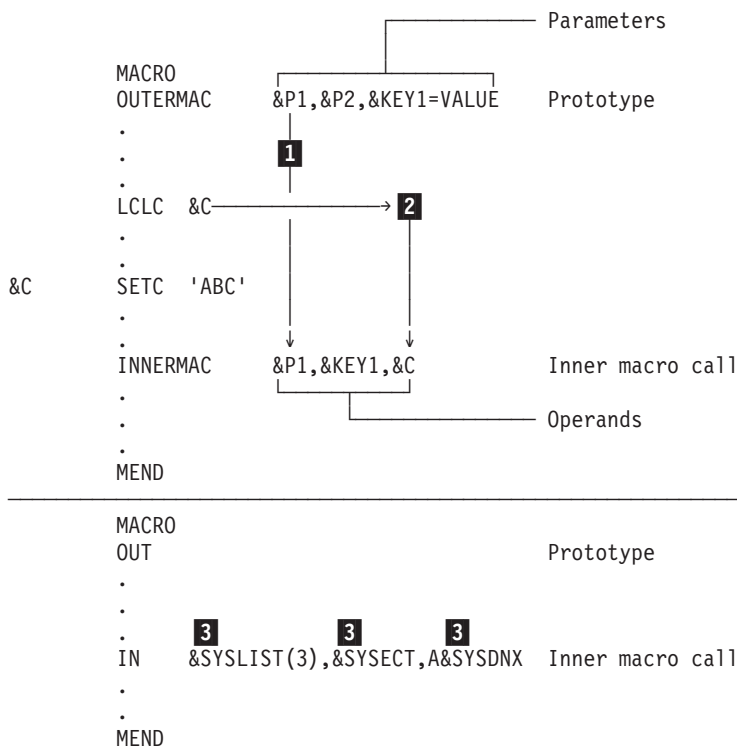 Parameters
MACRO
OUTERMAC &P1,&P2,&KEY1=VALUE Prototype
.
. 1
.
LCLC &C 2
.
.
&C SETC 'ABC'
.
.
INNERMAC &P1,&KEY1,&C Inner macro call
.
. Operands
.
MEND
MACRO
OUT Prototype
.
.
. 3 3 3
IN &SYSLIST(3),&SYSECT,A&SYSDNX Inner macro call
.
.
MEND